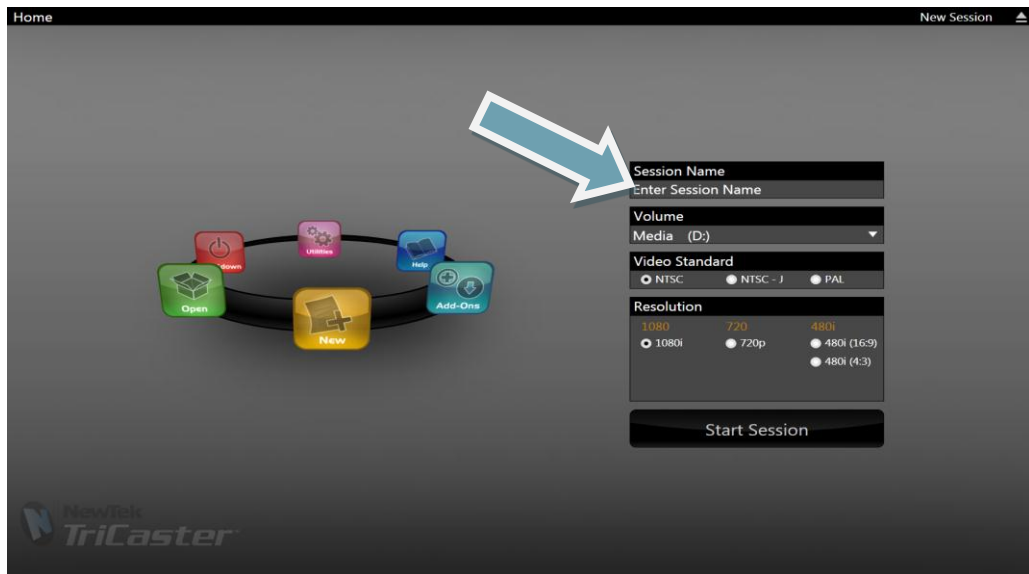 Home
New Session
Session Name
Enter Session Name
Volume
Media (D:)
Video Standard
NTSC
NTSC - J
PAL
Resolution
1080
720
480i
1080i
720p
480i (16:9)
480i (4:3)
Start Session
Utilities
down
Help
Open
Add-Ons
New
NewTek
TriCaster